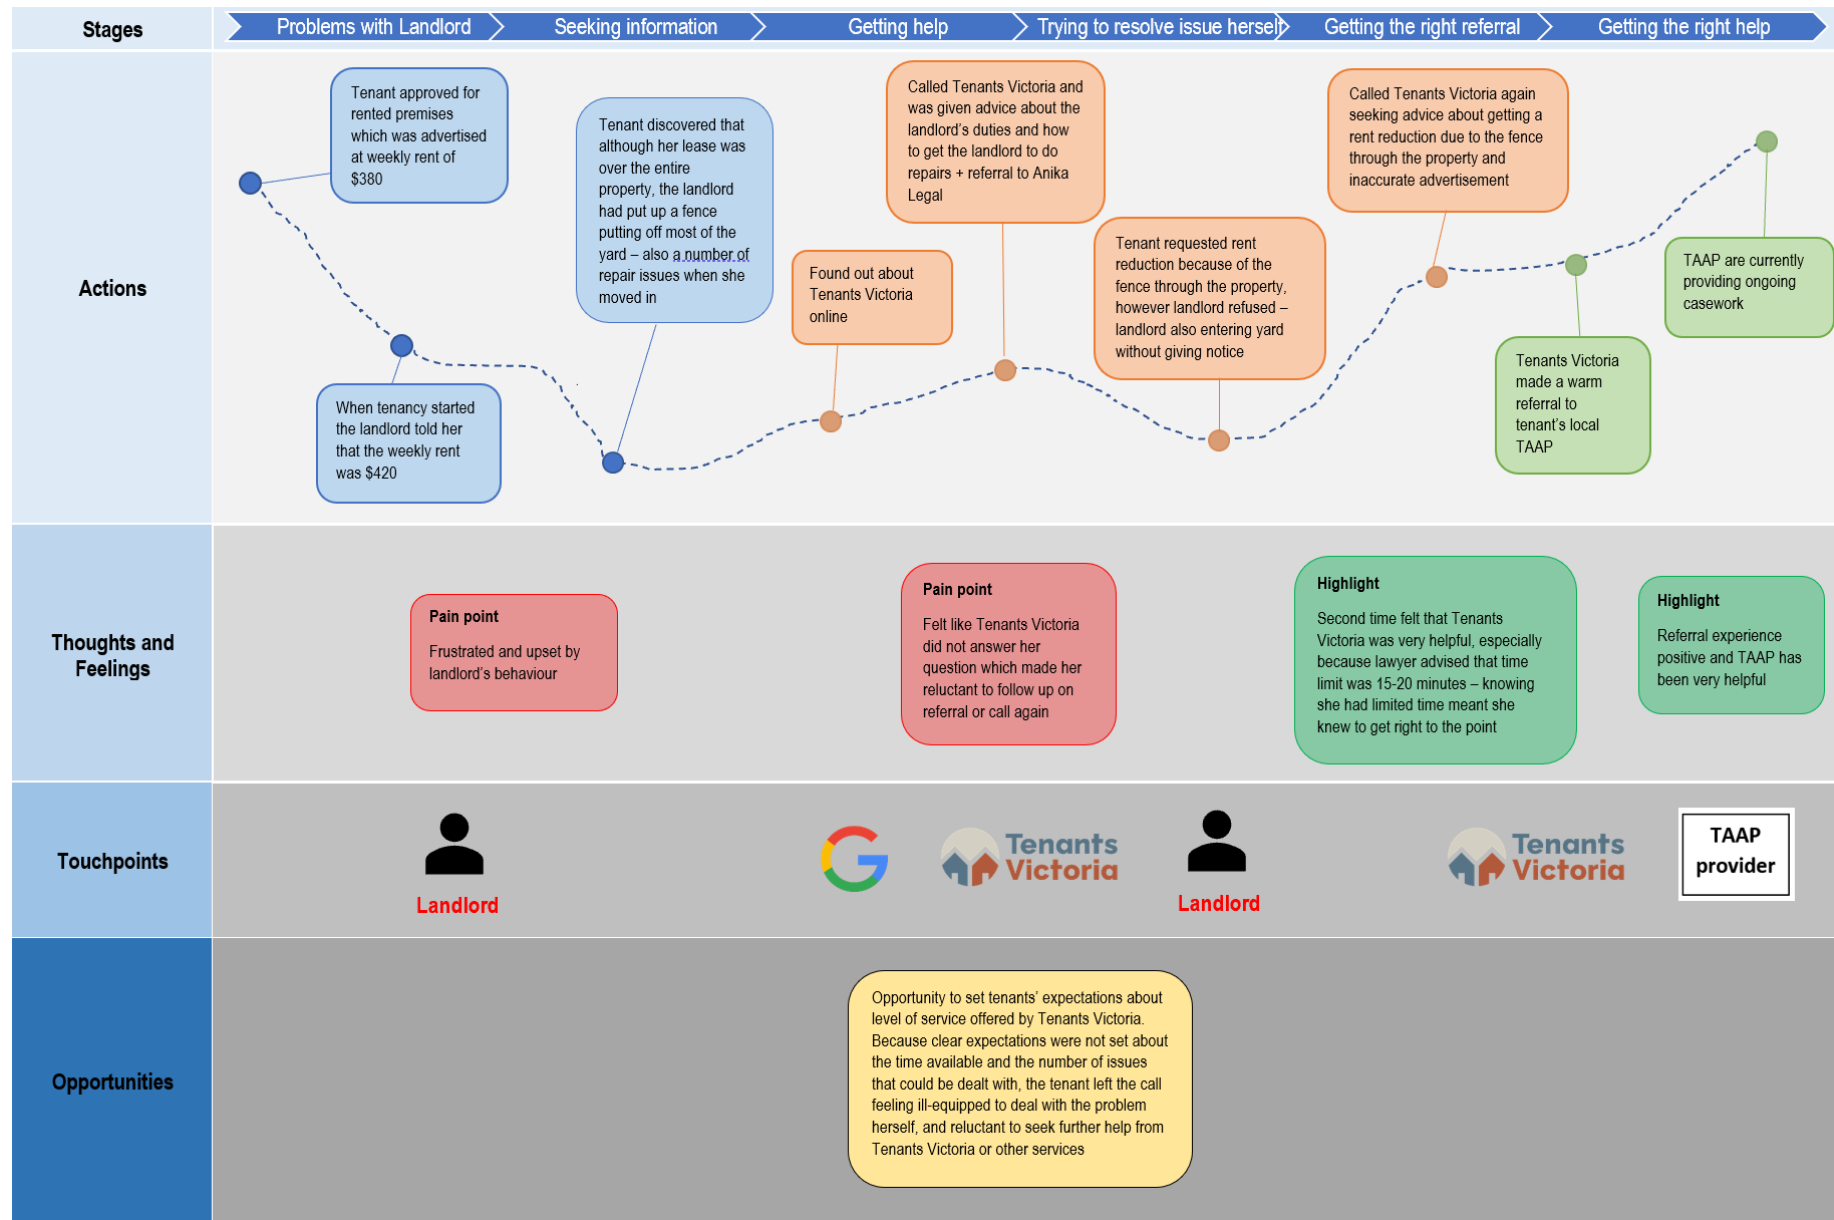 Stages
Problems with Landlord
Seeking information
Getting help
Trying to resolve issue herself
Getting the right referral
Getting the right help
Actions
Tenant approved for
rented premises
which was advertised
at weekly rent of
$380
When tenancy started
the landlord told her
that the weekly rent
was $420
Tenant discovered that
although her lease was
over the entire
property, the landlord
had put up a fence
putting off most of the
yard – also a number of
repair issues when she
moved in
Found out about
Tenants Victoria
online
Called Tenants Victoria and
was given advice about the
landlord’s duties and how
to get the landlord to do
repairs + referral to Anika
Legal
Tenant requested rent
reduction because of the
fence through the property,
however landlord refused –
landlord also entering yard
without giving notice
Called Tenants Victoria again
seeking advice about getting a
rent reduction due to the fence
through the property and
inaccurate advertisement
Tenants Victoria
made a warm
referral to
tenant’s local
TAAP
TAAP are currently
providing ongoing
casework
Thoughts and
Feelings
Pain point
Frustrated and upset by
landlord’s behaviour
Pain point
Felt like Tenants Victoria
did not answer her
question which made her
reluctant to follow up on
referral or call again
Highlight
Second time felt that Tenants
Victoria was very helpful, especially
because lawyer advised that time
limit was 15-20 minutes – knowing
she had limited time meant she
knew to get right to the point
Highlight
Referral experience
positive and TAAP has
been very helpful
Touchpoints
Landlord
G
Tenants
Victoria
Landlord
Tenants
Victoria
TAAP
provider
Opportunities
Opportunity to set tenants’ expectations about
level of service offered by Tenants Victoria.
Because clear expectations were not set about
the time available and the number of issues
that could be dealt with, the tenant left the call
feeling ill-equipped to deal with the problem
herself, and reluctant to seek further help from
Tenants Victoria or other services